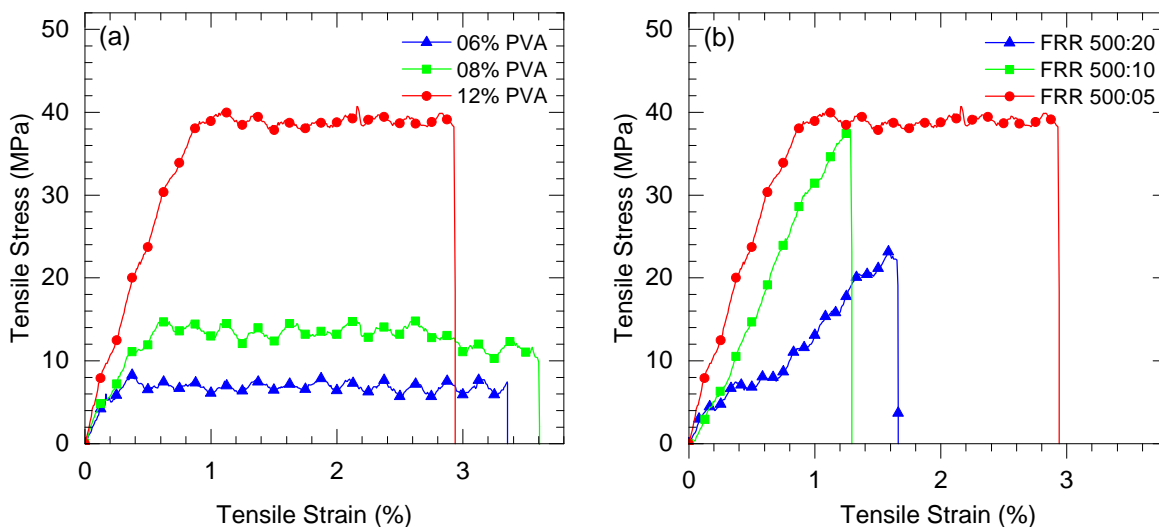 (a)
06% PVA
08% PVA
12% PVA
50
40
30
20
10
0
0
1
2
3
Tensile Stress (MPa)
Tensile Strain (%)
(b)
FRR 500:20
FRR 500:10
FRR 500:05
50
40
30
20
10
0
0
1
2
3
Tensile Stress (MPa)
Tensile Strain (%)